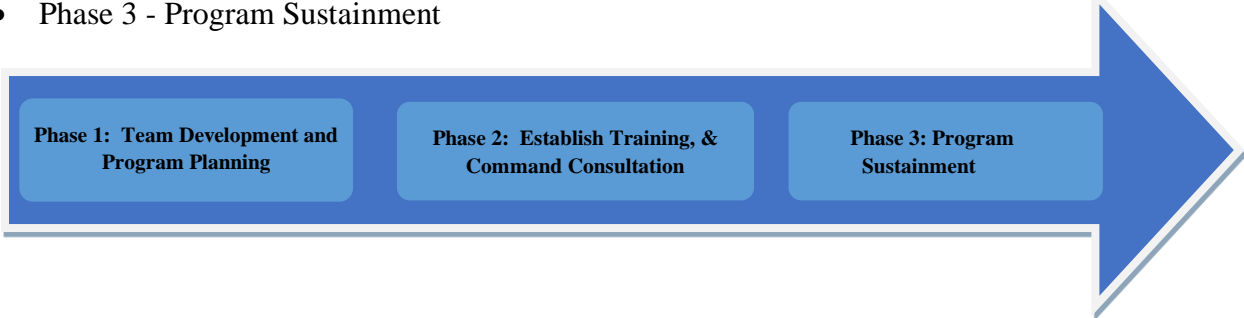 • Phase 3 - Program Sustainment
Phase 1: Team Development and
Program Planning
Phase 2: Establish Training, &
Command Consultation
Phase 3: Program
Sustainment